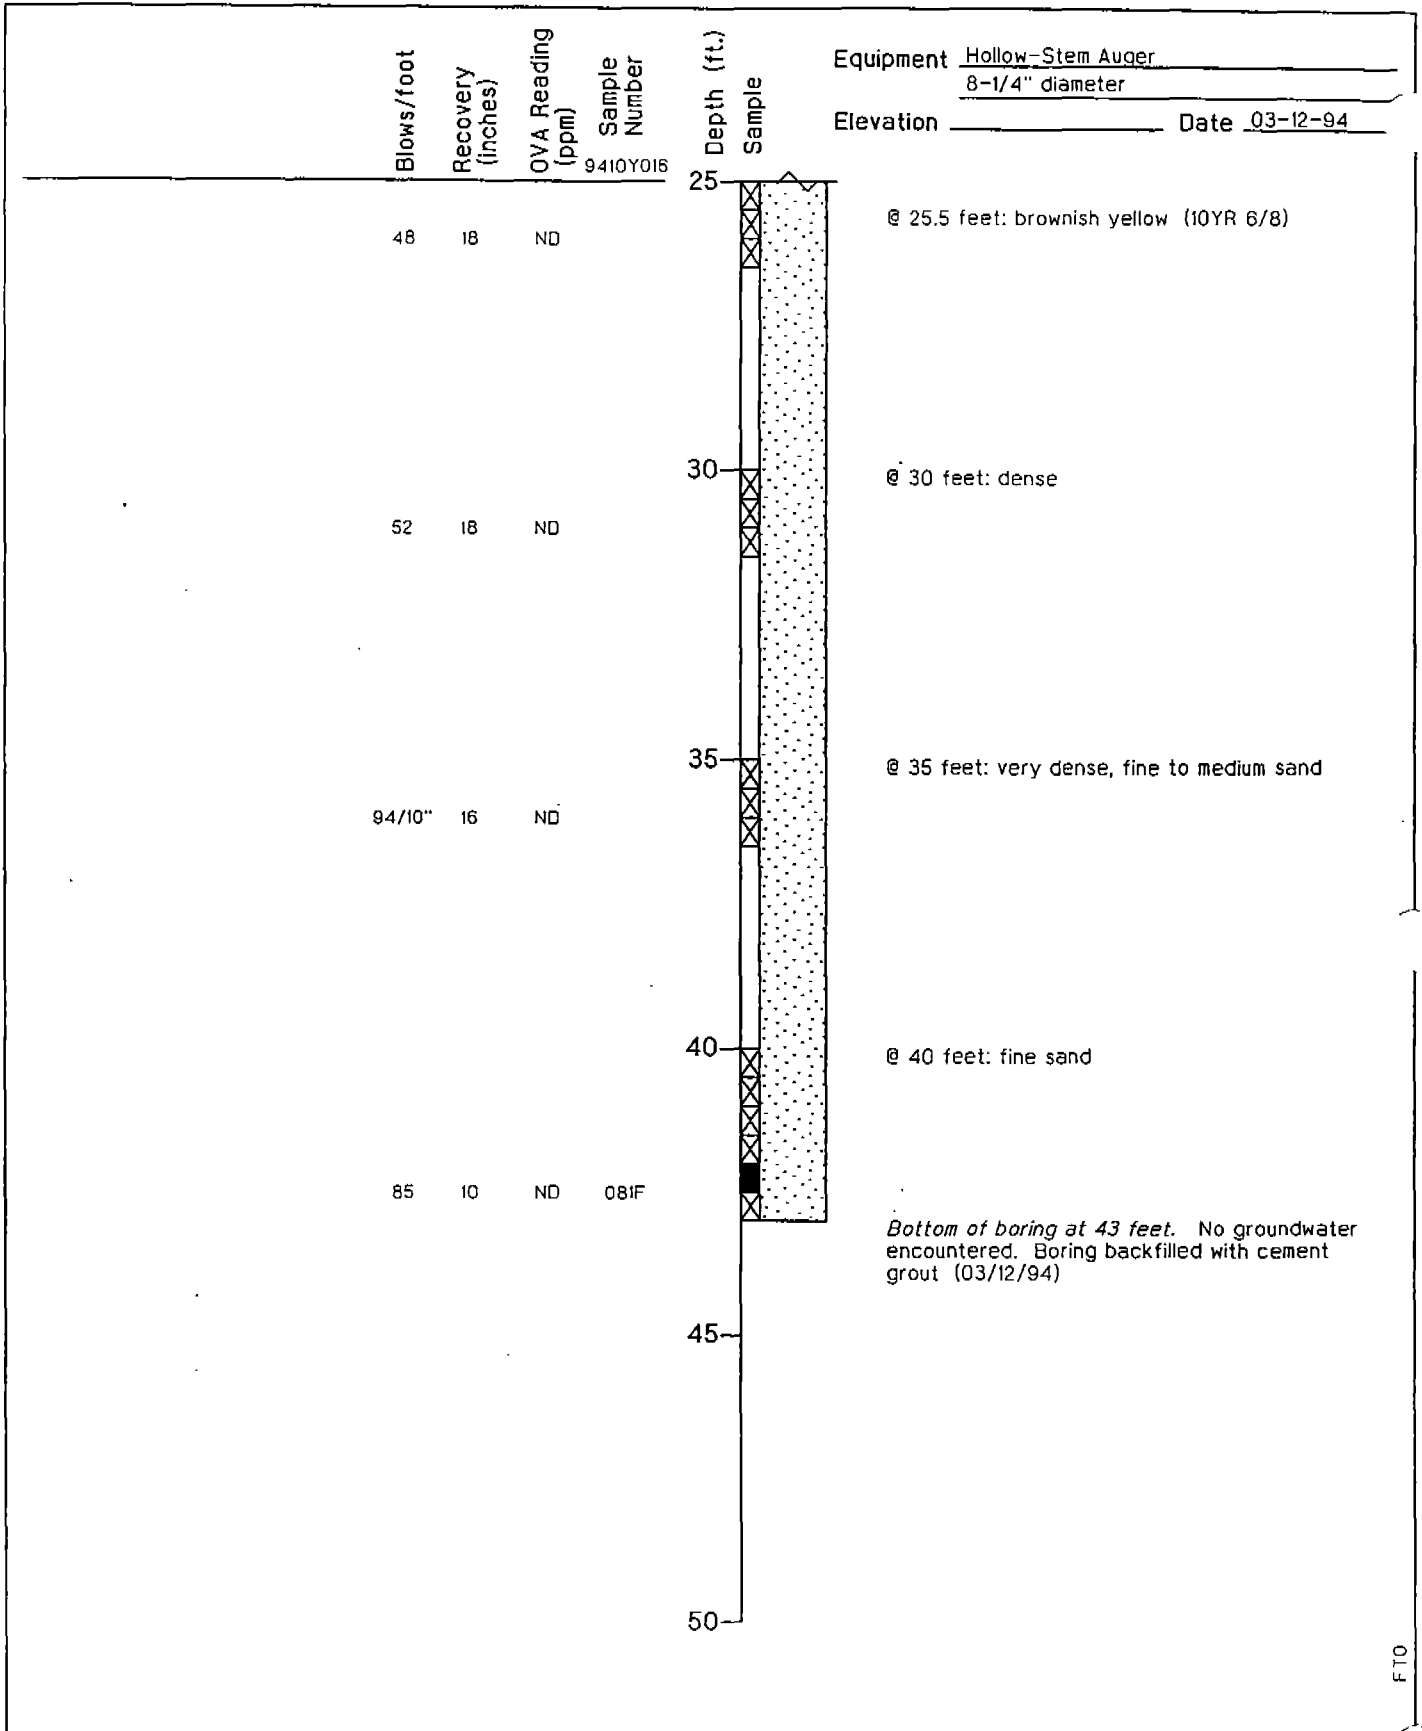 Blows/foot
Recovery
(inches)
OVA Reading
(ppm)
Sample
Number
9410Y016
Depth (ft.)
Sample
Equipment Hollow-Stem Auger
8-1/4" diameter
Elevation Date 03-12-94
25
@ 25.5 feet: brownish yellow (10YR 6/8)
48 18 ND
30
@ 30 feet: dense
52 18 ND
35
@ 35 feet: very dense, fine to medium sand
94/10" 16 ND
40
@ 40 feet: fine sand
85 10 ND 081F
Bottom of boring at 43 feet. No groundwater
encountered. Boring backfilled with cement
grout (03/12/94)
45
50
FTO